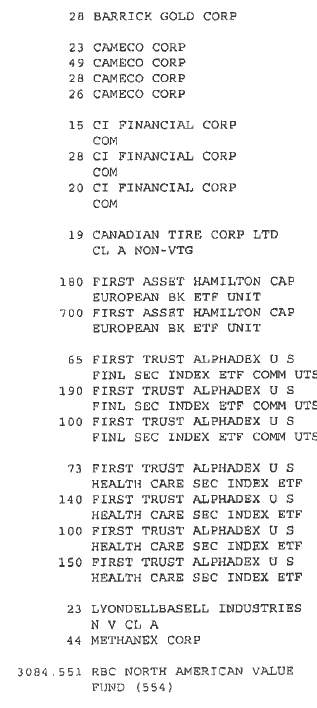 28 BARRICK GOLD CORP
23 CAMECO CORP
49 CAMECO CORP
28 CAMECO CORP
26 CAMECO CORP
15 CI FINANCIAL CORP
COM
28 CI FINANCIAL CORP
COM
20 CI FINANCIAL CORP
COM
19 CANADIAN TIRE CORP LTD
CL A NON-VTG
180 FIRST ASSET HAMILTON CAP
EUROPEAN BK ETF UNIT
700 FIRST ASSET HAMILTON CAP
EUROPEAN BK ETF UNIT
65 FIRST TRUST ALPHADEX U S
FINL SEC INDEX ETF COMM UTS
190 FIRST TRUST ALPHADEX U S
FINL SEC INDEX ETF COMM UTS
100 FIRST TRUST ALPHADEX U S
FINL SEC INDEX ETF COMM UTS
73 FIRST TRUST ALPHADEX U S
HEALTH CARE SEC INDEX ETF
140 FIRST TRUST ALPHADEX U S
HEALTH CARE SEC INDEX ETF
100 FIRST TRUST ALPHADEX U S
HEALTH CARE SEC INDEX ETF
150 FIRST TRUST ALPHADEX U S
HEALTH CARE SEC INDEX ETF
23 LYONDELLBASELL INDUSTRIES
N V CL A
44 METHANEX CORP
3084.551 RBC NORTH AMERICAN VALUE
FUND (554)